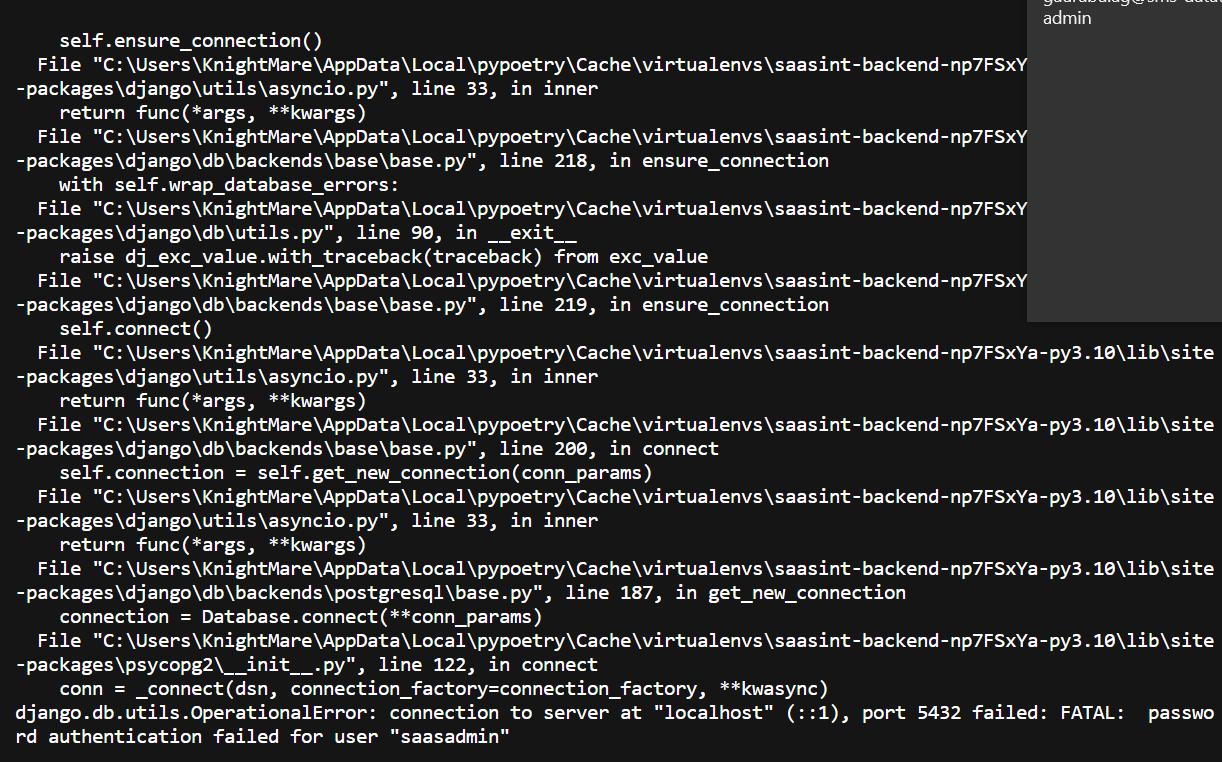 admin
self.ensure_connection()
File "C:\Users\KnightMare\AppData\Local\pypoetry\Cache\virtualenvs\saasint-backend-np7FSxY
-packages\django\utils\asyncio.py", line 33, in inner
return func(*args, **kwargs)
File "C:\Users\KnightMare\AppData\Local\pypoetry\Cache\virtualenvs\saasint-backend-np7FSxY
-packages\django\db\backends\base\base.py", line 218, in ensure_connection
with self.wrap_database_errors:
File "C:\Users\KnightMare\AppData\Local\pypoetry\Cache\virtualenvs\saasint-backend-np7FSxY
-packages\django\db\utils.py", line 90, in __exit__
raise dj_exc_value.with_traceback(traceback) from exc_value
File "C:\Users\KnightMare\AppData\Local\pypoetry\Cache\virtualenvs\saasint-backend-np7FSxY
-packages\django\db\backends\base\base.py", line 219, in ensure_connection
self.connect()
File "C:\Users\KnightMare\AppData\Local\pypoetry\Cache\virtualenvs\saasint-backend-np7FSxYa-py3.10\lib\site
-packages\django\utils\asyncio.py", line 33, in inner
return func(*args, **kwargs)
File "C:\Users\KnightMare\AppData\Local\pypoetry\Cache\virtualenvs\saasint-backend-np7FSxYa-py3.10\lib\site
-packages\django\db\backends\base\base.py", line 200, in connect
self.connection = self.get_new_connection(conn_params)
File "C:\Users\KnightMare\AppData\Local\pypoetry\Cache\virtualenvs\saasint-backend-np7FSxYa-py3.10\lib\site
-packages\django\utils\asyncio.py", line 33, in inner
return func(*args, **kwargs)
File "C:\Users\KnightMare\AppData\Local\pypoetry\Cache\virtualenvs\saasint-backend-np7FSxYa-py3.10\lib\site
-packages\django\db\backends\postgresql\base.py", line 187, in get_new_connection
connection = Database.connect(**conn_params)
File "C:\Users\KnightMare\AppData\Local\pypoetry\Cache\virtualenvs\saasint-backend-np7FSxYa-py3.10\lib\site
-packages\psycopg2\__init__.py", line 122, in connect
conn = _connect(dsn, connection_factory=connection_factory, **kwasync)
django.db.utils.OperationalError: connection to server at "localhost" (::1), port 5432 failed: FATAL:  passwo
rd authentication failed for user "saasadmin"